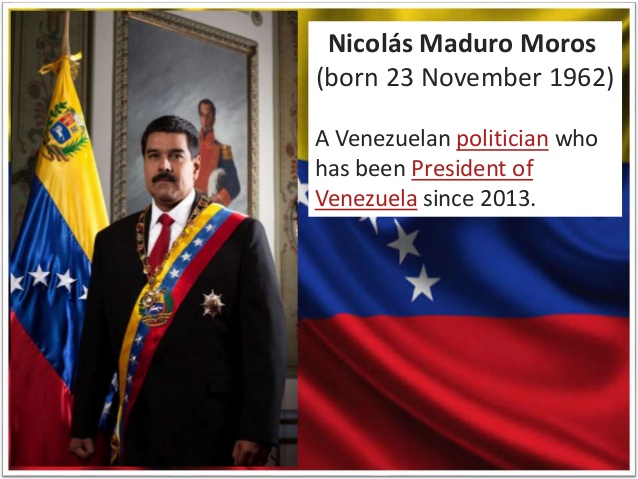 Nicolás Maduro Moros
(born 23 November 1962)
A Venezuelan politician who
has been President of
Venezuela since 2013.